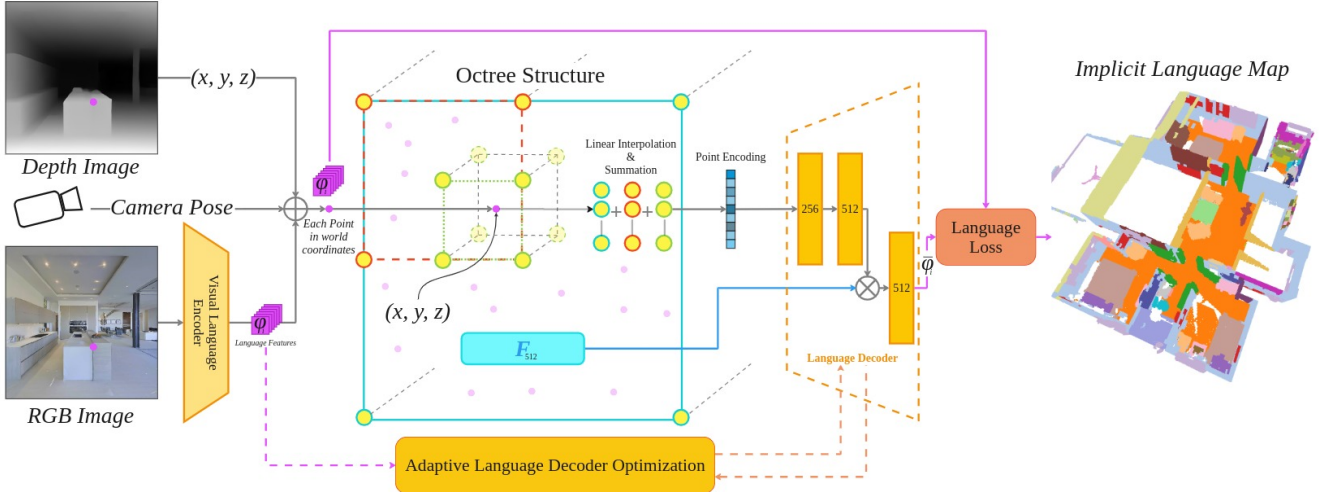 (x, y, z)
Depth Image
Camera Pose
Visual Language
Encoder
RGB Image
φᵢ
Language Features
φᵢ
Each Point
in world
coordinates
Octree Structure
(x, y, z)
Linear Interpolation
&
Summation
+ +
F512
Point Encoding
256
512
512
Language Decoder
φ̅ᵢ
Language
Loss
Adaptive Language Decoder Optimization
Implicit Language Map